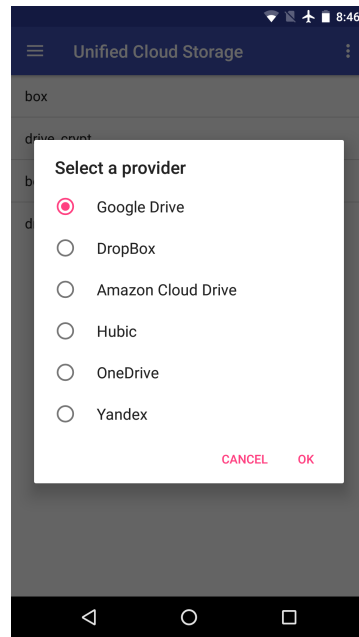 8:46
Unified Cloud Storage
box
drive_crypt
Select a provider
Google Drive
DropBox
Amazon Cloud Drive
Hubic
OneDrive
Yandex
CANCEL OK